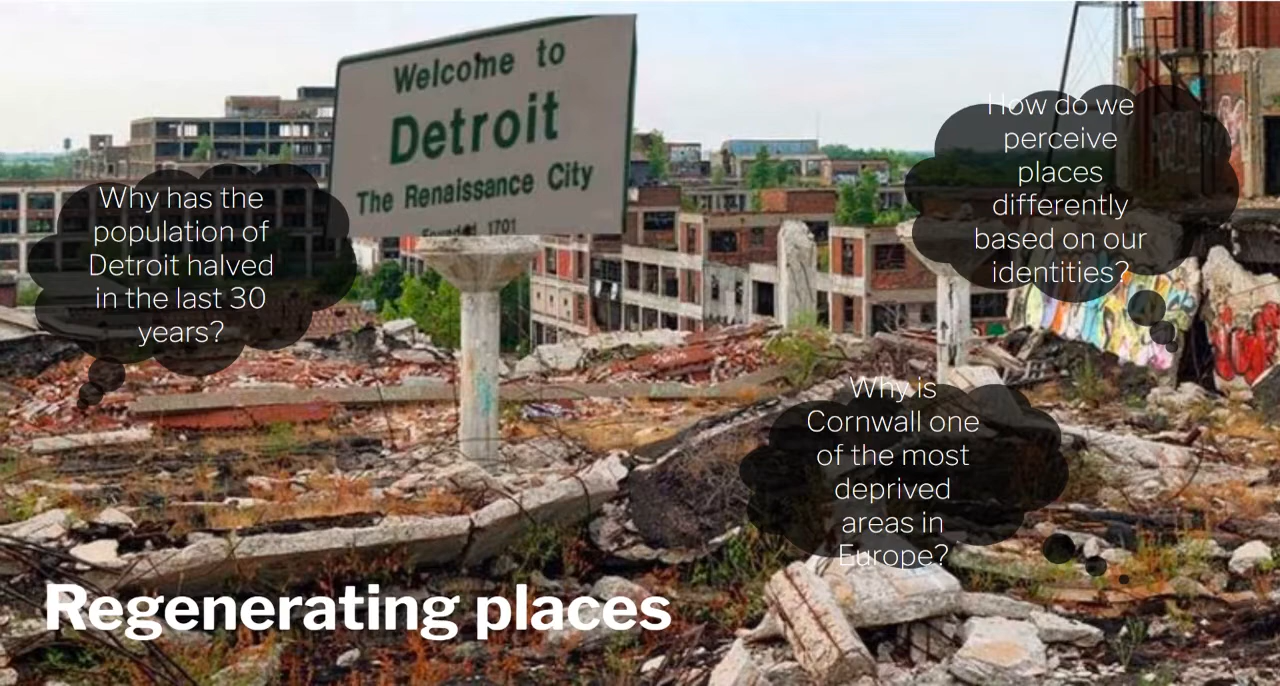 Welcome to
Detroit
The Renaissance City
Founded 1701
Why has the
population of
Detroit halved
in the last 30
years?
How do we
perceive
places
differently
based on our
identities?
Why is
Cornwall one
of the most
deprived
areas in
Europe?
Regenerating places